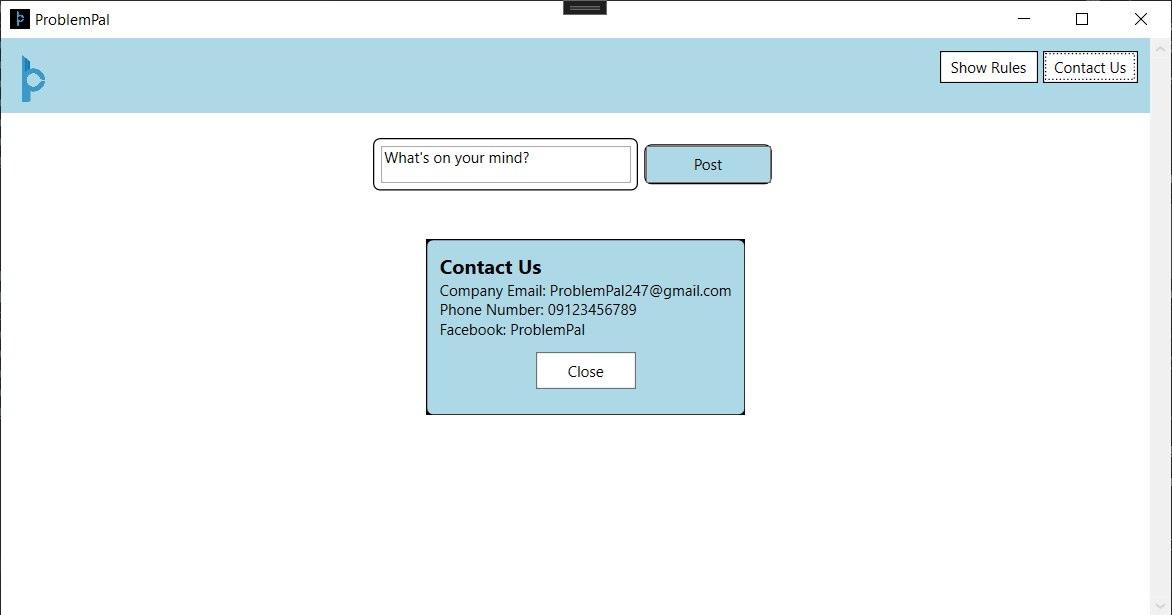 ProblemPal
Show Rules
Contact Us
What's on your mind?
Post
Contact Us
Company Email: ProblemPal247@gmail.com
Phone Number: 09123456789
Facebook: ProblemPal
Close